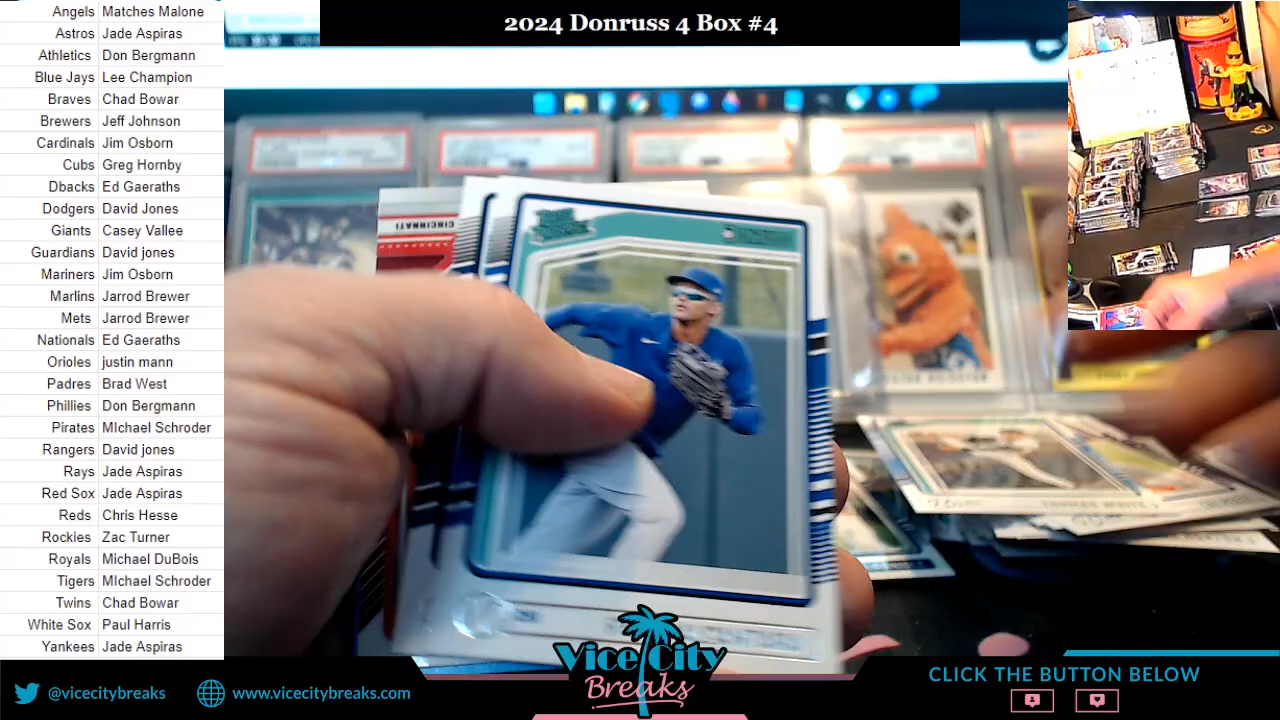 2024 Donruss 4 Box #4
Angels Matches Malone
Astros Jade Aspiras
Athletics Don Bergmann
Blue Jays Lee Champion
Braves Chad Bowar
Brewers Jeff Johnson
Cardinals Jim Osborn
Cubs Greg Hornby
Dbacks Ed Gaeraths
Dodgers David Jones
Giants Casey Vallee
Guardians David jones
Mariners Jim Osborn
Marlins Jarrod Brewer
Mets Jarrod Brewer
Nationals Ed Gaeraths
Orioles justin mann
Padres Brad West
Phillies Don Bergmann
Pirates MIchael Schroder
Rangers David jones
Rays Jade Aspiras
Red Sox Jade Aspiras
Reds Chris Hesse
Rockies Zac Turner
Royals Michael DuBois
Tigers MIchael Schroder
Twins Chad Bowar
White Sox Paul Harris
Yankees Jade Aspiras
CINCINNATI
Vice City
Breaks
@vicecitybreaks
www.vicecitybreaks.com
CLICK THE BUTTON BELOW